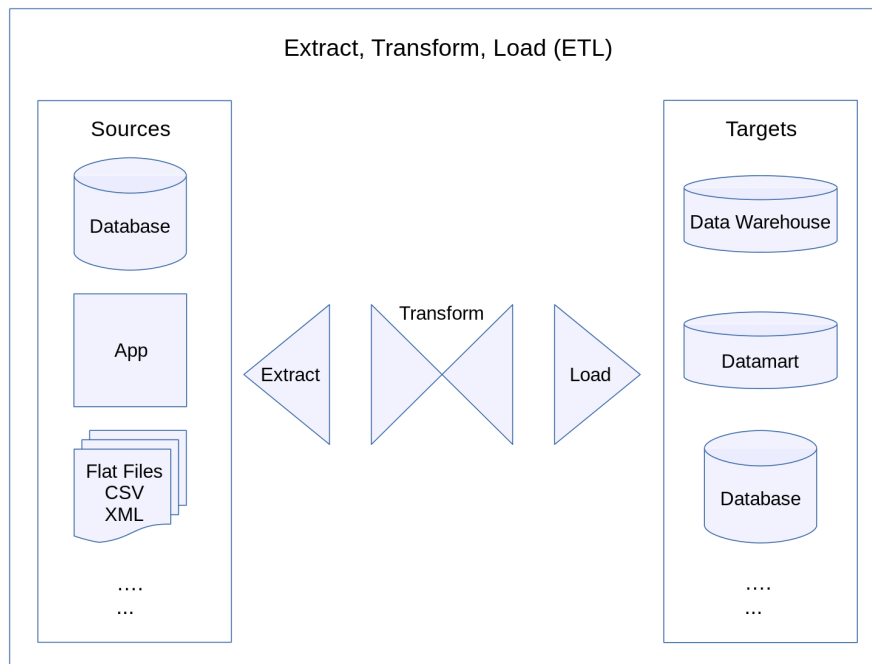 Extract, Transform, Load (ETL)
Sources
Database
App
Flat Files
CSV
XML
....
...
Extract
Transform
Load
Targets
Data Warehouse
Datamart
Database
....
...